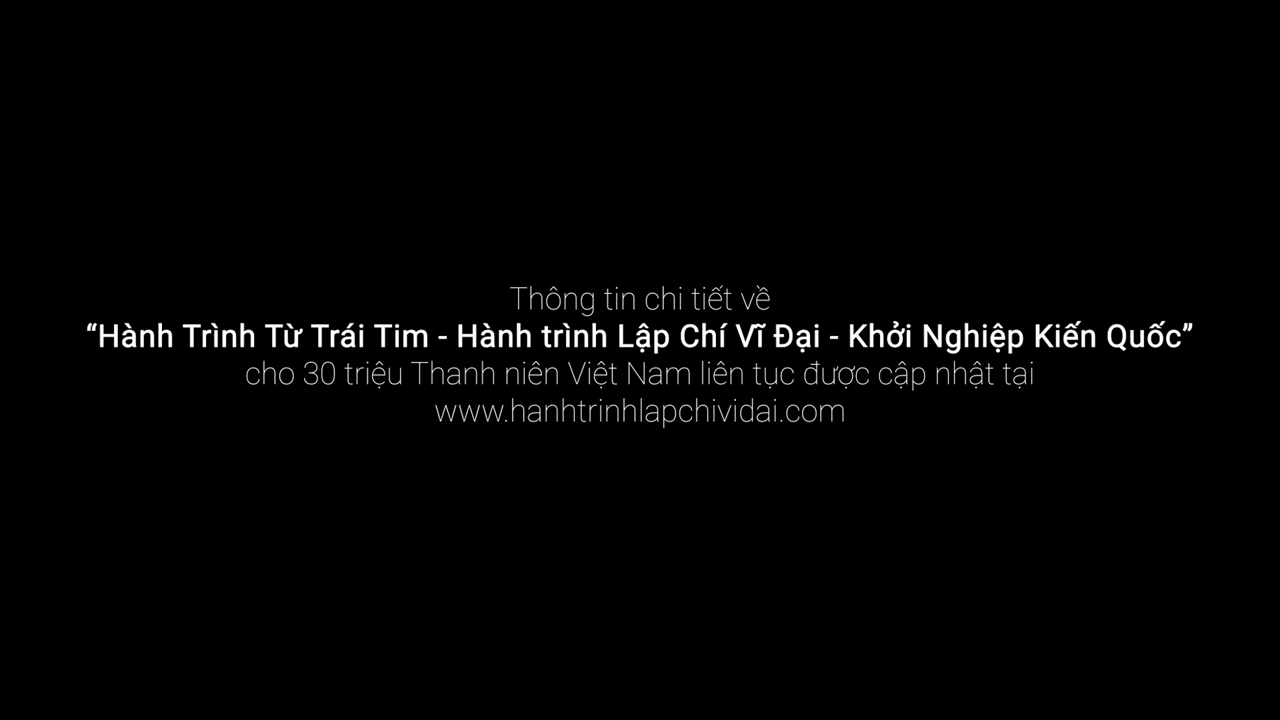 Thông tin chi tiết về
“Hành Trình Từ Trái Tim - Hành trình Lập Chí Vĩ Đại - Khởi Nghiệp Kiến Quốc”
cho 30 triệu Thanh niên Việt Nam liên tục được cập nhật tại
www.hanhtrinhlapchividai.com